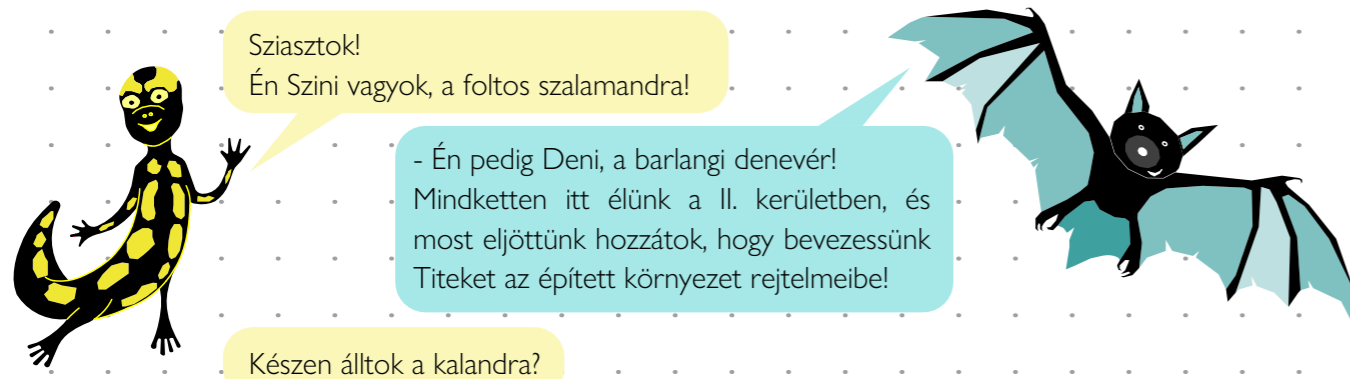 Sziasztok!
Én Szini vagyok, a foltos szalamandra!
- Én pedig Deni, a barlangi denevér!
Mindketten itt élünk a II. kerületben, és
most eljöttünk hozzátok, hogy bevezessünk
Titeket az épített környezet rejtelmeibe!
Készen álltok a kalandra?